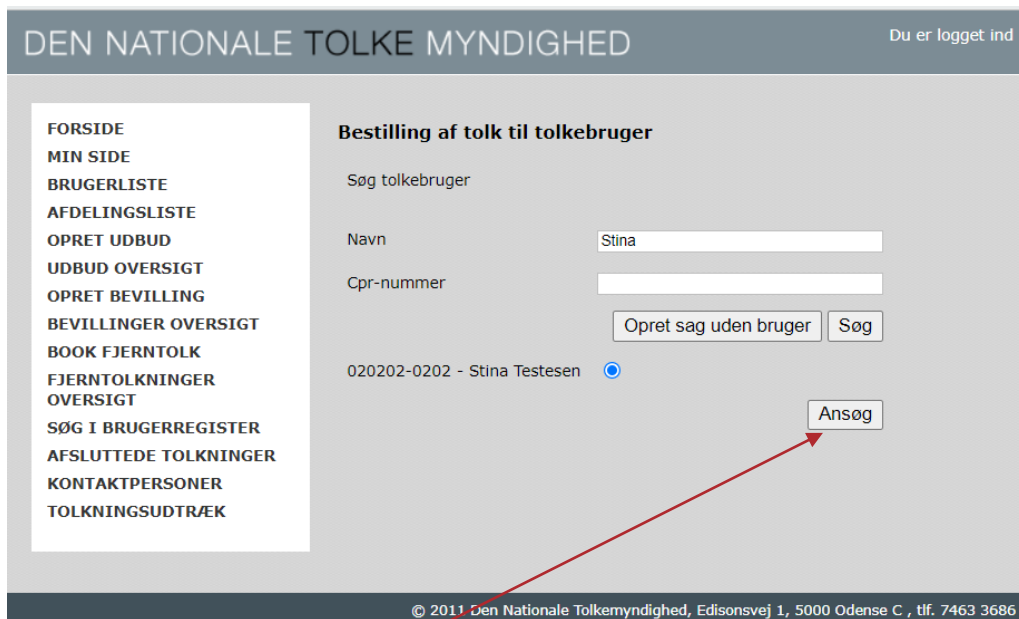 DEN NATIONALE TOLKE MYNDIGHED
Du er logget ind
FORSIDE
MIN SIDE
BRUGERLISTE
AFDELINGSLISTE
OPRET UDBUD
UDBUD OVERSIGT
OPRET BEVILLING
BEVILLINGER OVERSIGT
BOOK FJERNTOLK
FJERNTOLKNINGER
OVERSIGT
SØG I BRUGERREGISTER
AFSLUTTEDE TOLKNINGER
KONTAKTPERSONER
TOLKNINGSUDTRÆK
Bestilling af tolk til tolkebruger
Søg tolkebruger
Navn Stina
Cpr-nummer
Opret sag uden bruger Søg
020202-0202 - Stina Testesen
Ansøg
© 2011 Den Nationale Tolkemyndighed, Edisonsvej 1, 5000 Odense C , tlf. 7463 3686